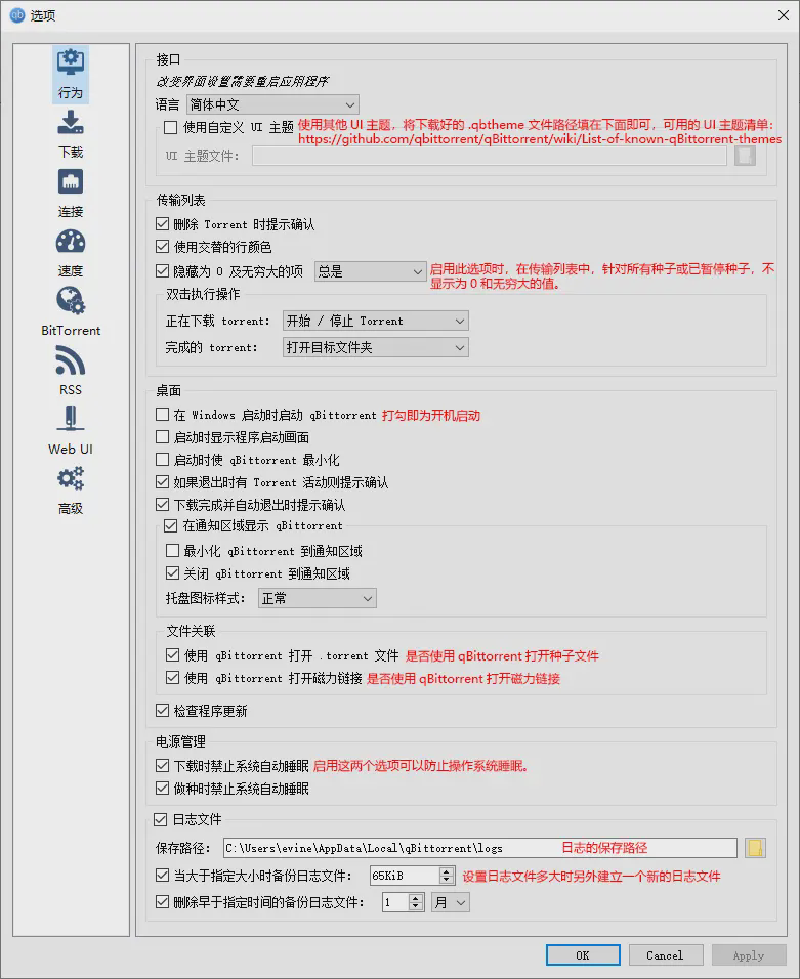 选项
行为
下载
连接
速度
BitTorrent
RSS
Web UI
高级
接口
改变界面设置需要重启应用程序
语言 简体中文
使用自定义 UI 主题 使用其他 UI 主题，将下载好的 .qbtheme 文件路径填在下面即可，可用的 UI 主题清单：
https://github.com/qbittorrent/qBittorrent/wiki/List-of-known-qBittorrent-themes
UI 主题文件：
传输列表
删除 Torrent 时提示确认
使用交替的行颜色
隐藏为 0 及无穷大的项 总是 启用此选项时，在传输列表中，针对所有种子或已暂停种子，不
显示为 0 和无穷大的值。
双击执行操作
正在下载 torrent： 开始 / 停止 Torrent
完成的 torrent： 打开目标文件夹
桌面
在 Windows 启动时启动 qBittorrent 打勾即为开机启动
启动时显示程序启动画面
启动时使 qBittorrent 最小化
如果退出时有 Torrent 活动则提示确认
下载完成并自动退出时提示确认
在通知区域显示 qBittorrent
最小化 qBittorrent 到通知区域
关闭 qBittorrent 到通知区域
托盘图标样式： 正常
文件关联
使用 qBittorrent 打开 .torrent 文件 是否使用 qBittorrent 打开种子文件
使用 qBittorrent 打开磁力链接 是否使用 qBittorrent 打开磁力链接
检查程序更新
电源管理
下载时禁止系统自动睡眠 启用这两个选项可以防止操作系统睡眠。
做种时禁止系统自动睡眠
日志文件
保存路径： C:\Users\evine\AppData\Local\qBittorrent\logs 日志的保存路径
当大于指定大小时备份日志文件： 65KiB 设置日志文件多大时另外建立一个新的日志文件
删除早于指定时间的备份日志文件： 1 月
OK Cancel Apply